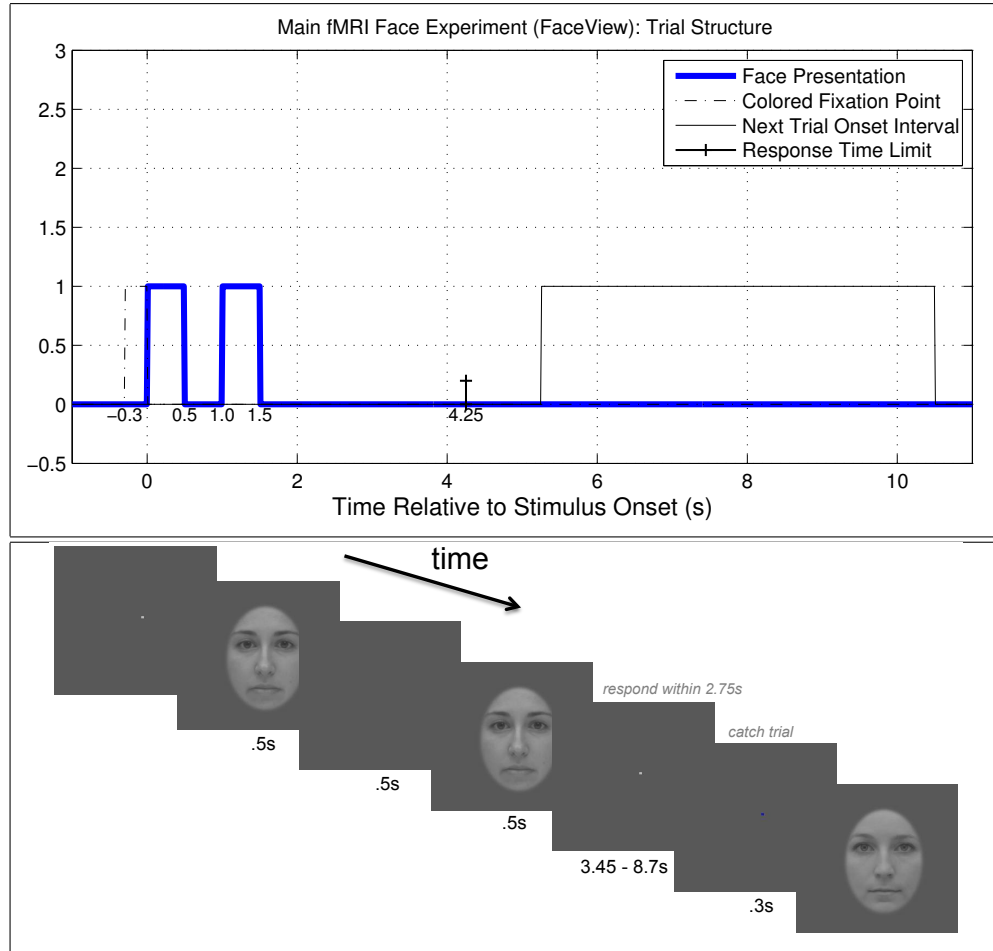 Main fMRI Face Experiment (FaceView): Trial Structure
3
2.5
2
1.5
1
0.5
0
−0.5
Face Presentation
Colored Fixation Point
Next Trial Onset Interval
Response Time Limit
−0.3 0.5 1.0 1.5 4.25
0 2 4 6 8 10
Time Relative to Stimulus Onset (s)
time
respond within 2.75s
catch trial
.5s
.5s
.5s
3.45 - 8.7s
.3s